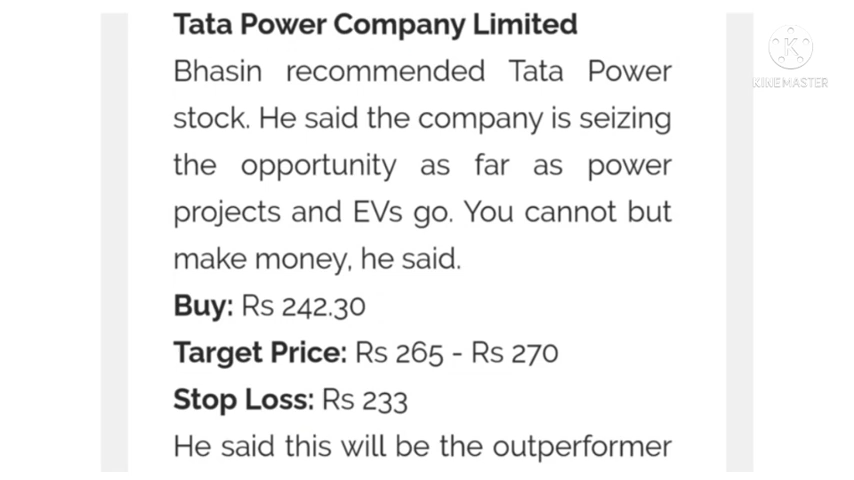 Tata Power Company Limited
Bhasin recommended Tata Power
stock. He said the company is seizing
the opportunity as far as power
projects and EVs go. You cannot but
make money, he said.
Buy: Rs 242.30
Target Price: Rs 265 - Rs 270
Stop Loss: Rs 233
He said this will be the outperformer
K
KINEMASTER